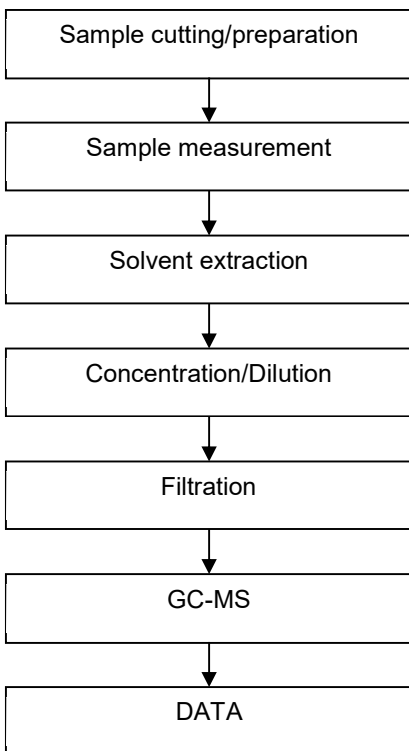 Sample cutting/preparation
Sample measurement
Solvent extraction
Concentration/Dilution
Filtration
GC-MS
DATA